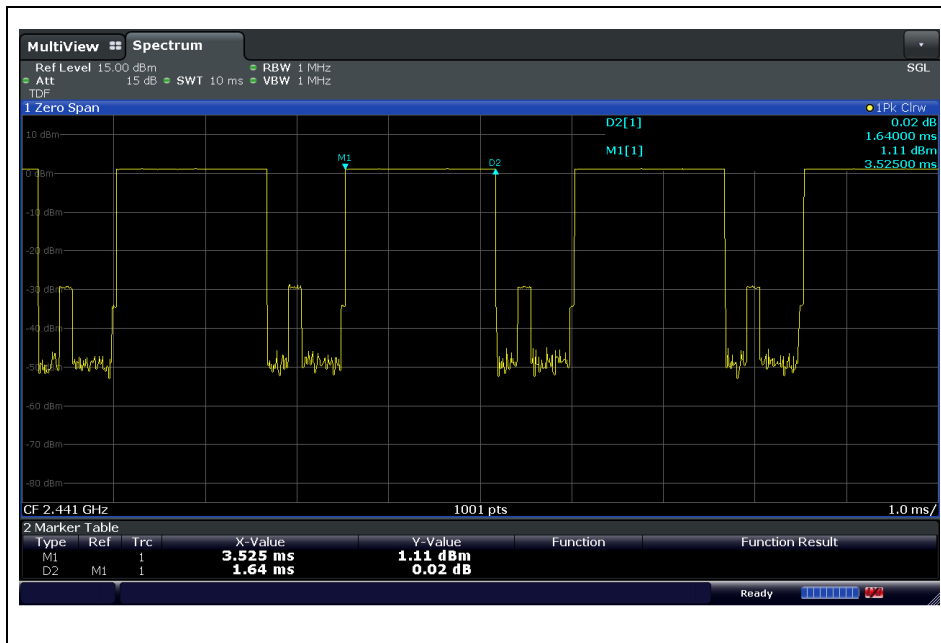 MultiView Spectrum
Ref Level 15.00 dBm RBW 1 MHz
SGL
Att 15 dB SWT 10 ms VBW 1 MHz
TDF
1 Zero Span 1Pk Clrw
D2[1] 0.02 dB
1.64000 ms
M1[1] 1.11 dBm
3.52500 ms
10 dBm
M1
D2
0 dBm
-10 dBm
-20 dBm
-30 dBm
-40 dBm
-50 dBm
-60 dBm
-70 dBm
-80 dBm
CF 2.441 GHz 1001 pts 1.0 ms/
2 Marker Table
Type Ref Trc X-Value Y-Value Function Function Result
M1 1 3.525 ms 1.11 dBm
D2 M1 1 1.64 ms 0.02 dB
Ready